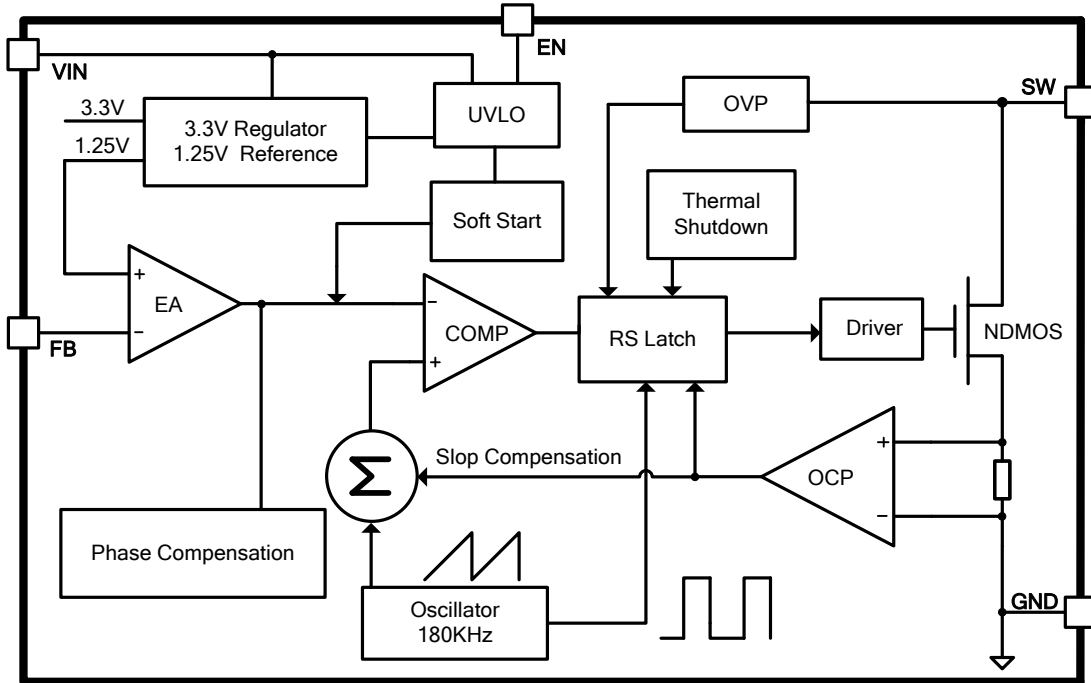 EN
VIN
SW
3.3V
1.25V
3.3V Regulator
1.25V Reference
UVLO
OVP
Soft Start
Thermal
Shutdown
+
EA
−
FB
−
COMP
+
RS Latch
Driver
NDMOS
Slop Compensation
Σ
+
OCP
−
Phase Compensation
Oscillator
180KHz
GND